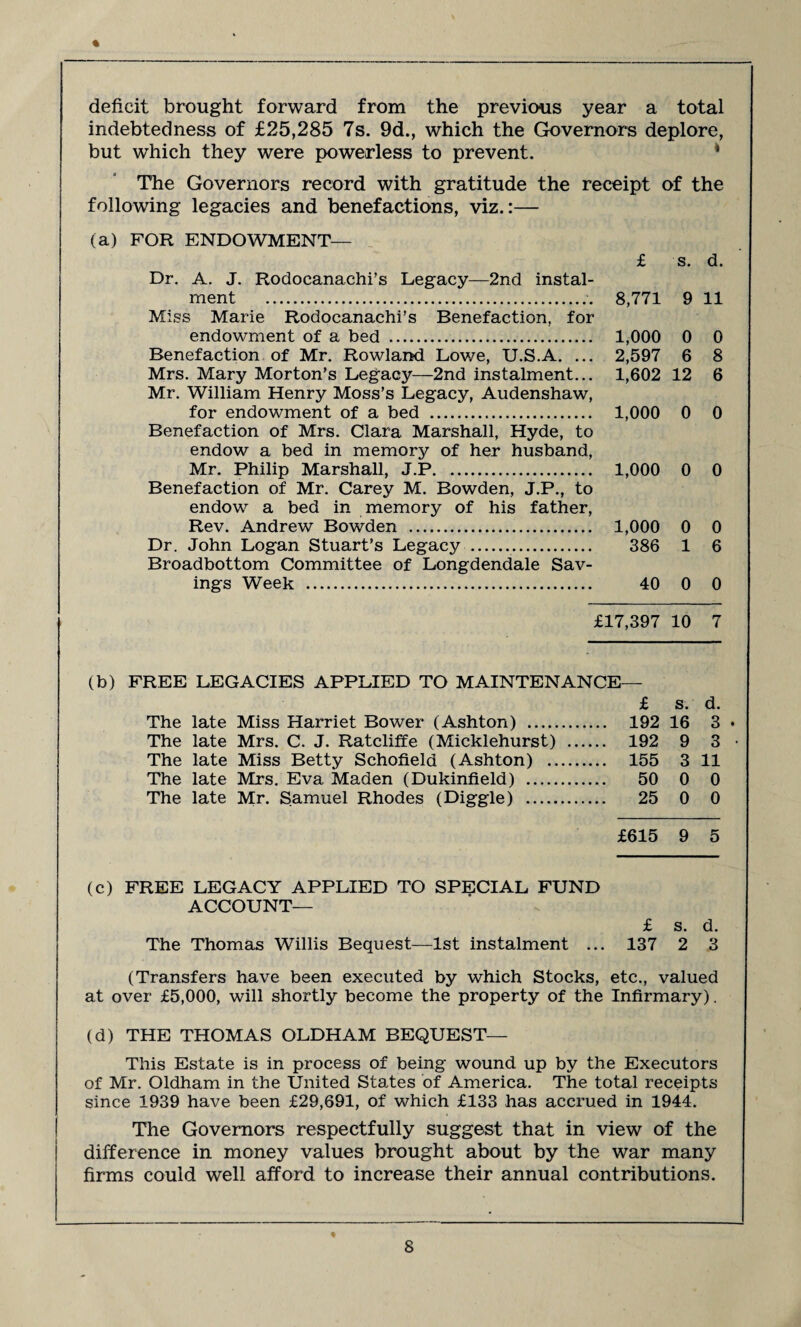 deficit brought forward from the previous year a total
indebtedness of £25,285 7s. 9d., which the Governors deplore,
but which they were powerless to prevent.
The Governors record with gratitude the receipt of the
following legacies and benefactions, viz.:—
(a) FOR ENDOWMENT—
£ s. d.
Dr. A. J. Rodocanachi's Legacy—2nd instal-
ment ........ 8,771 9 11
Miss Marie Rodocanachi's Benefaction, for
endowment of a bed ........ 1,000 0 0
Benefaction of Mr. Rowland Lowe, U.S.A. ... 2,597 6 8
Mrs. Mary Morton's Legacy—2nd instalment... 1,602 12 6
Mr. William Henry Moss's Legacy, Audenshaw,
for endowment of a bed ........ 1,000 0 0
Benefaction of Mrs. Clara Marshall, Hyde, to
endow a bed in memory of her husband,
Mr. Philip Marshall, J.P. ........ 1,000 0 0
Benefaction of Mr. Carey M. Bowden, J.P., to
endow a bed in memory of his father,
Rev. Andrew Bowden ........ 1,000 0 0
Dr. John Logan Stuart's Legacy ........ 386 1 6
Broadbottom Committee of Longdendale Sav-
ings Week ........ 40 0 0
£17,397 10 7
(b) FREE LEGACIES APPLIED TO MAINTENANCE—
£ s. d.
The late Miss Harriet Bower (Ashton) ........ 192 16 3
The late Mrs. C. J. Ratcliffe (Micklehurst) ...... 192 9 3
The late Miss Betty Schofield (Ashton) ........ 155 3 11
The late Mrs. Eva Maden (Dukinfield) ........ 50 0 0
The late Mr. Samuel Rhodes (Diggle) ........ 25 0 0
£615 9 5
(c) FREE LEGACY APPLIED TO SPECIAL FUND
ACCOUNT—
£ s. d.
The Thomas Willis Bequest—1st instalment ... 137 2 3
(Transfers have been executed by which Stocks, etc., valued
at over £5,000, will shortly become the property of the Infirmary).
(d) THE THOMAS OLDHAM BEQUEST—
This Estate is in process of being wound up by the Executors
of Mr. Oldham in the United States of America. The total receipts
since 1939 have been £29,691, of which £133 has accrued in 1944.
The Governors respectfully suggest that in view of the
difference in money values brought about by the war many
firms could well afford to increase their annual contributions.
8